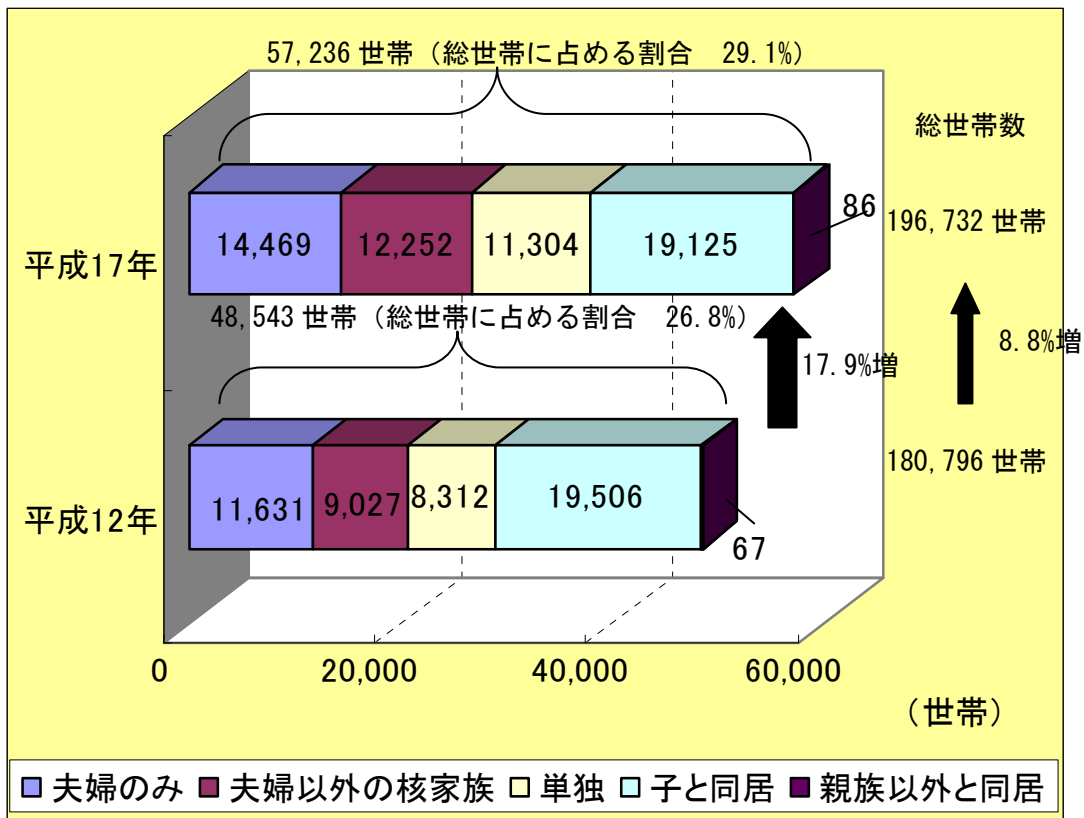 57,236 世帯（総世帯に占める割合　29.1%）
総世帯数
平成17年
14,469
12,252
11,304
19,125
86
196,732 世帯
48,543 世帯（総世帯に占める割合　26.8%）
17.9%増
8.8%増
180,796 世帯
平成12年
11,631
9,027
8,312
19,506
67
0
20,000
40,000
60,000
（世帯）
夫婦のみ 夫婦以外の核家族 単独 子と同居 親族以外と同居